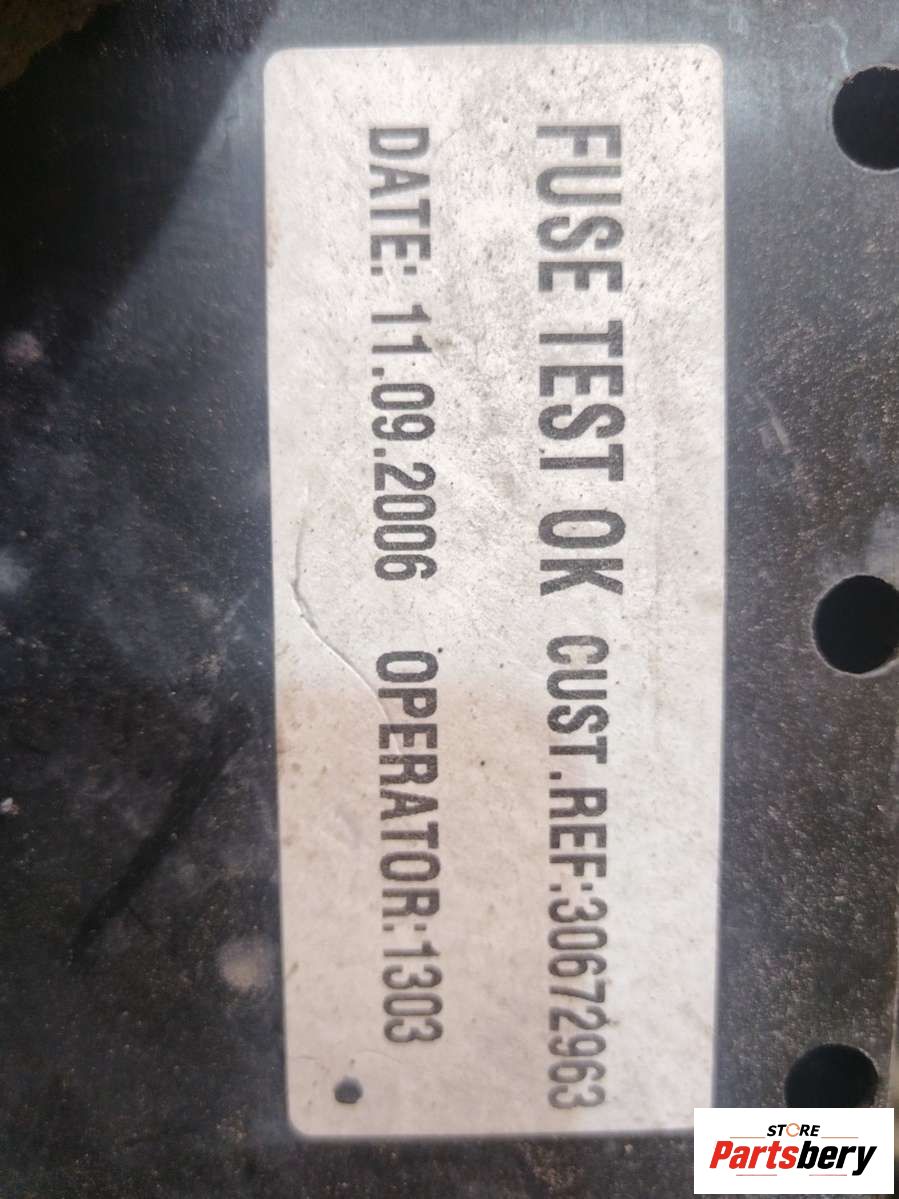 FUSE TEST OK CUST.REF:30672963
DATE: 11.09.2006 OPERATOR:1303
STORE
Partsbery